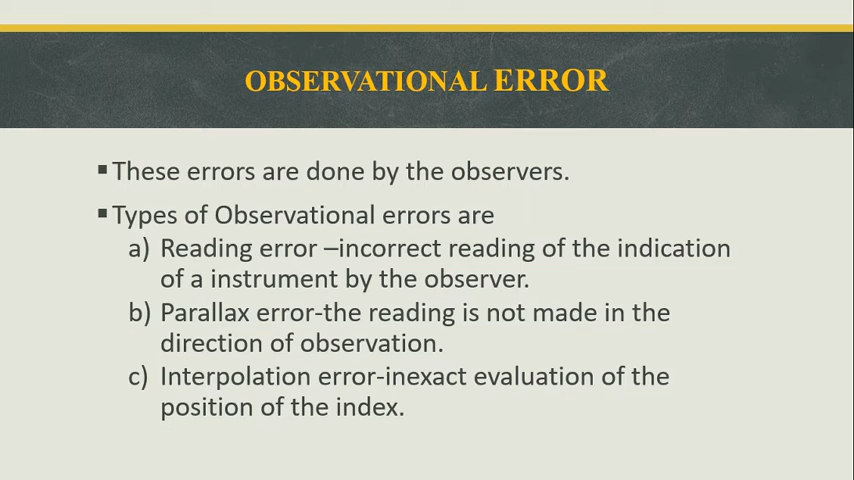 OBSERVATIONAL ERROR
▪ These errors are done by the observers.
▪ Types of Observational errors are
a) Reading error –incorrect reading of the indication
of a instrument by the observer.
b) Parallax error-the reading is not made in the
direction of observation.
c) Interpolation error-inexact evaluation of the
position of the index.